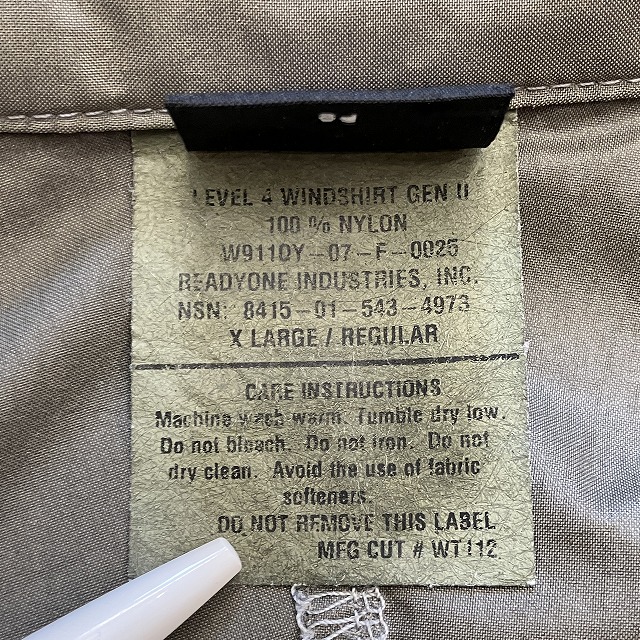 LEVEL 4 WINDSHIRT GEN II
100 % NYLON
W911QY-07-F-0025
READYONE INDUSTRIES, INC.
NSN: 8415-01-543-4973
X LARGE / REGULAR
CARE INSTRUCTIONS
Machine wash warm. Tumble dry low.
Do not bleach. Do not iron. Do not
dry clean. Avoid the use of fabric
softeners.
DO NOT REMOVE THIS LABEL
MFG CUT # WT112